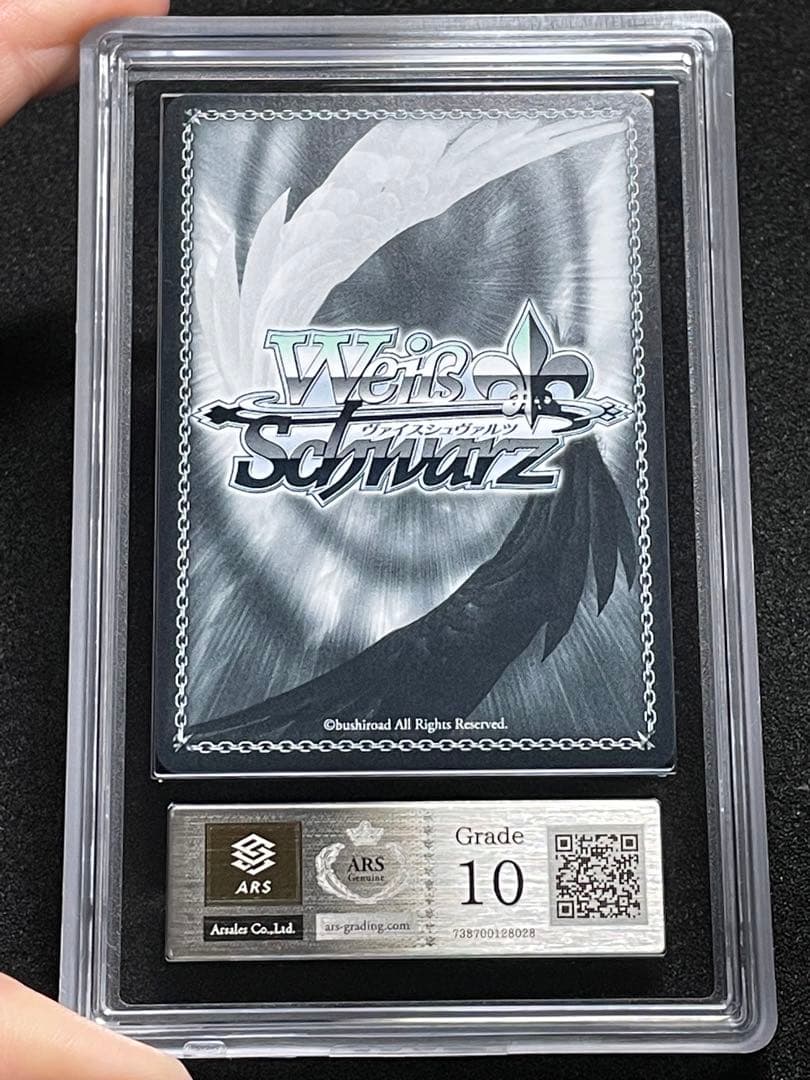 Weiß
ヴァイスシュヴァルツ
Schwarz
©bushiroad All Rights Reserved.
ARS
Arsales Co.,Ltd.
ARS
Genuine
ars-grading.com
Grade
10
738700128028